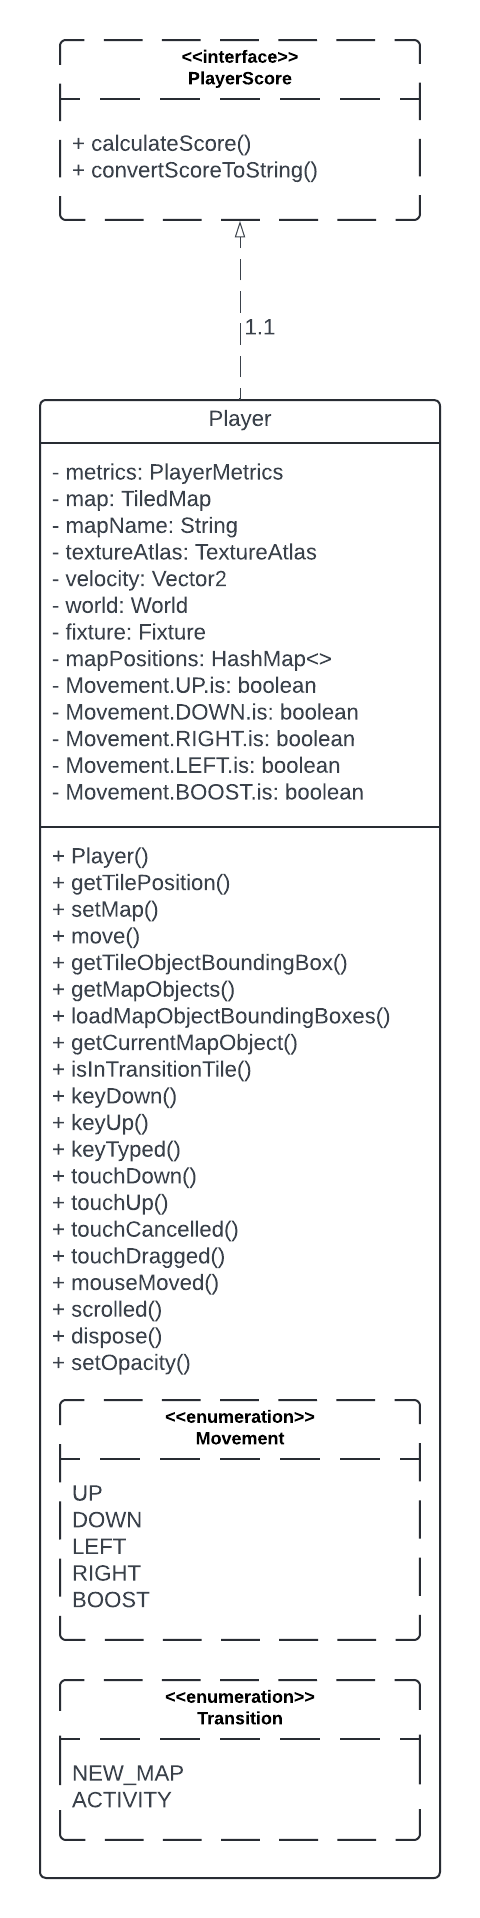 <<interface>>
PlayerScore
+ calculateScore()
+ convertScoreToString()
1.1
Player
- metrics: PlayerMetrics
- map: TiledMap
- mapName: String
- textureAtlas: TextureAtlas
- velocity: Vector2
- world: World
- fixture: Fixture
- mapPositions: HashMap<>
- Movement.UP.is: boolean
- Movement.DOWN.is: boolean
- Movement.RIGHT.is: boolean
- Movement.LEFT.is: boolean
- Movement.BOOST.is: boolean
+ Player()
+ getTilePosition()
+ setMap()
+ move()
+ getTileObjectBoundingBox()
+ getMapObjects()
+ loadMapObjectBoundingBoxes()
+ getCurrentMapObject()
+ isInTransitionTile()
+ keyDown()
+ keyUp()
+ keyTyped()
+ touchDown()
+ touchUp()
+ touchCancelled()
+ touchDragged()
+ mouseMoved()
+ scrolled()
+ dispose()
+ setOpacity()
<<enumeration>>
Movement
UP
DOWN
LEFT
RIGHT
BOOST
<<enumeration>>
Transition
NEW_MAP
ACTIVITY